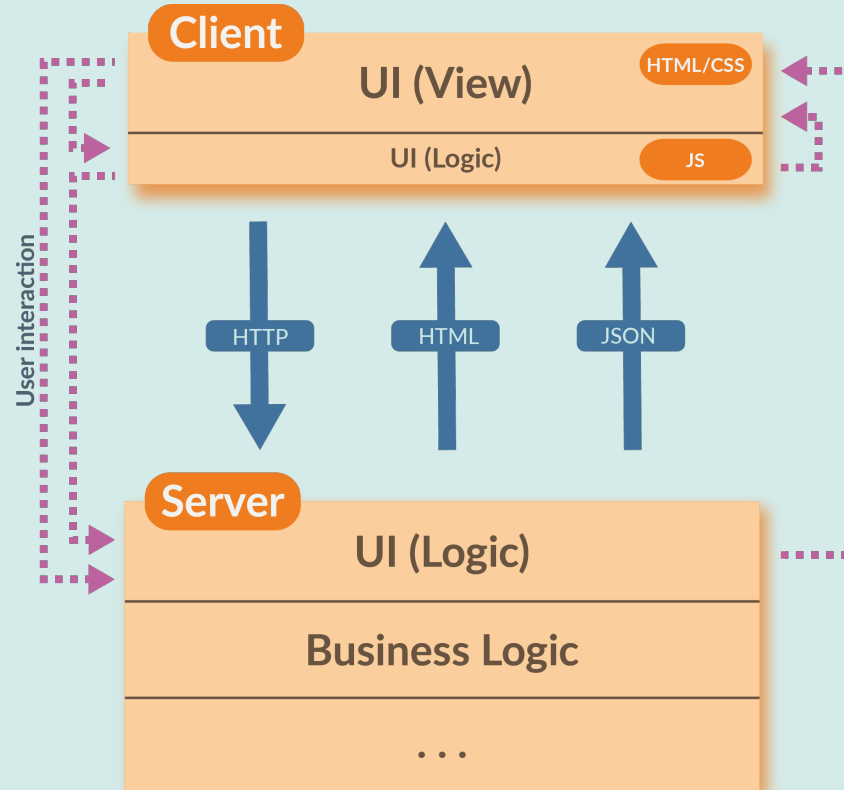 Client
UI (View)
HTML/CSS
UI (Logic)
JS
User interaction
HTTP
HTML
JSON
Server
UI (Logic)
Business Logic
. . .